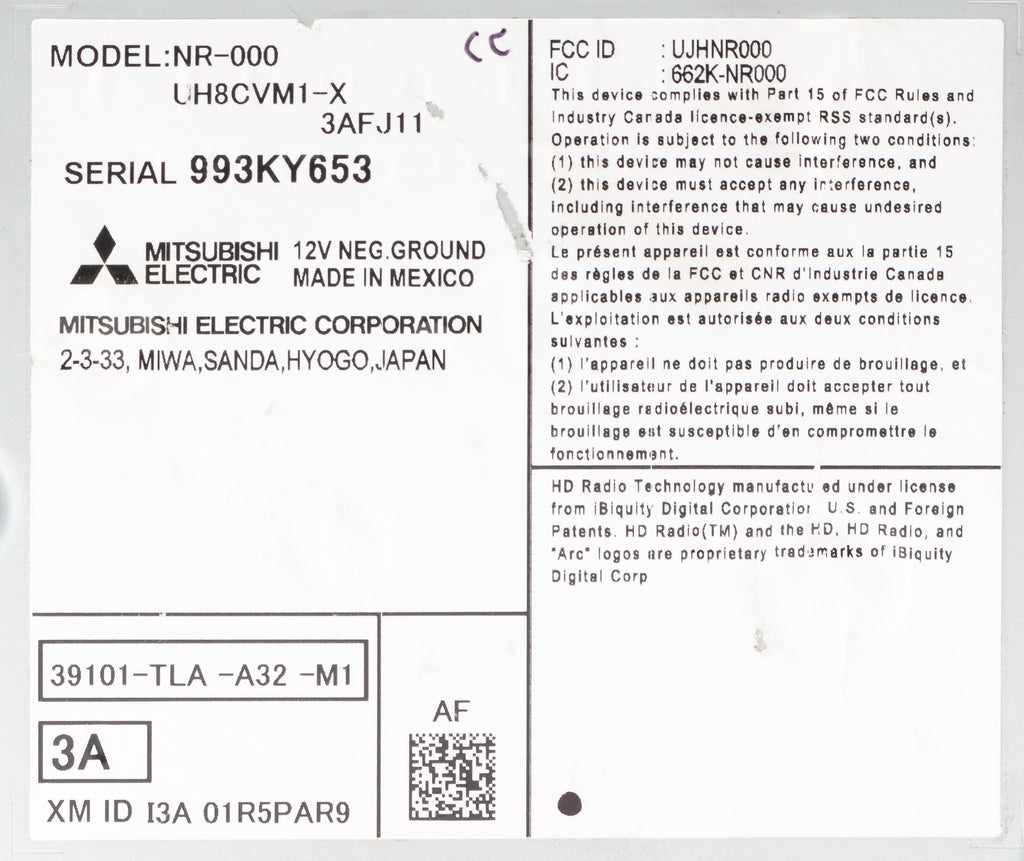 MODEL:NR-000
UH8CVM1-X
3AFJ11
SERIAL 993KY653
MITSUBISHI ELECTRIC
12V NEG.GROUND
MADE IN MEXICO
MITSUBISHI ELECTRIC CORPORATION
2-3-33, MIWA,SANDA,HYOGO,JAPAN
FCC ID : UJHNR000
IC : 662K-NR000
This device complies with Part 15 of FCC Rules and
Industry Canada licence-exempt RSS standard(s).
Operation is subject to the following two conditions:
(1) this device may not cause interference, and
(2) this device must accept any interference,
including interference that may cause undesired
operation of this device.
Le présent appareil est conforme aux la partie 15
des règles de la FCC et CNR d'Industrie Canada
applicables aux appareils radio exempts de licence.
L'exploitation est autorisée aux deux conditions
suivantes :
(1) l'appareil ne doit pas produire de brouillage, et
(2) l'utilisateur de l'appareil doit accepter tout
brouillage radioélectrique subi, même si le
brouillage est susceptible d'en compromettre le
fonctionnement.
HD Radio Technology manufactured under license
from iBiquity Digital Corporation U.S. and Foreign
Patents. HD Radio(TM) and the HD, HD Radio, and
"Arc" logos are proprietary trademarks of iBiquity
Digital Corp
39101-TLA -A32 -M1
3A
XM ID I3A 01R5PAR9
AF